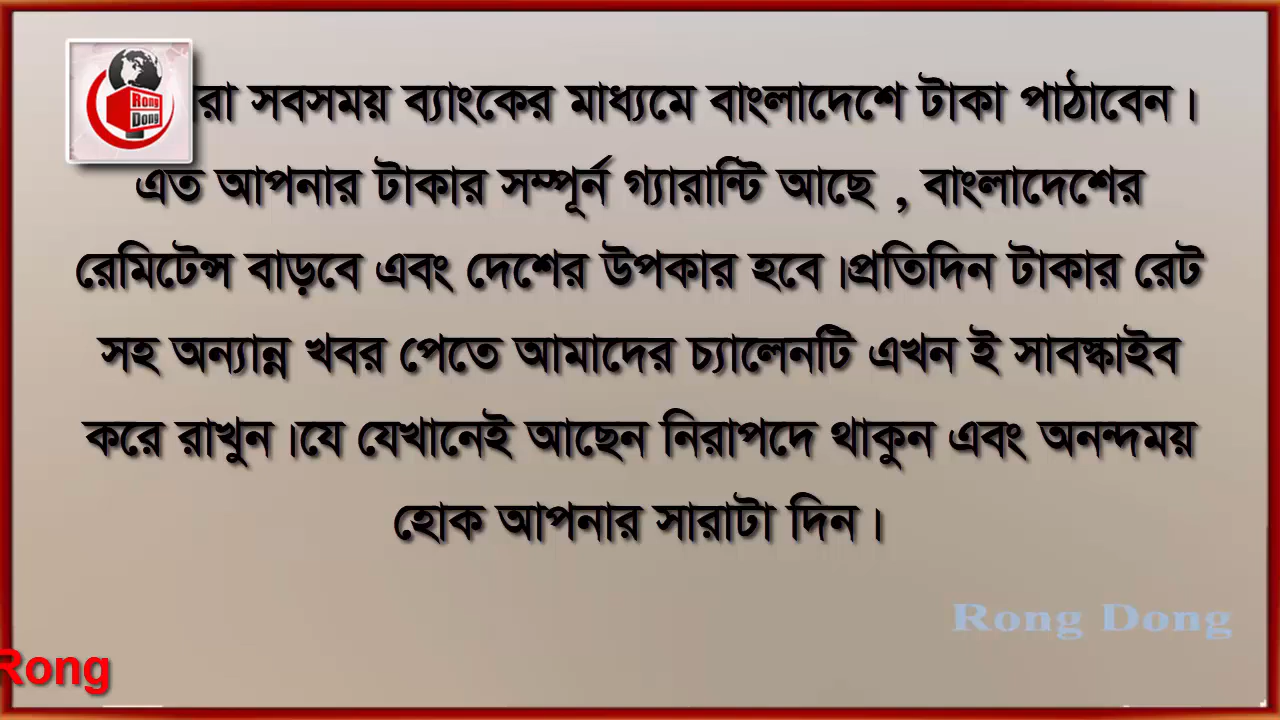 রা সবসময় ব্যাংকের মাধ্যমে বাংলাদেশে টাকা পাঠাবেন।
এত আপনার টাকার সম্পূর্ন গ্যারান্টি আছে , বাংলাদেশের
রেমিটেন্স বাড়বে এবং দেশের উপকার হবে।প্রতিদিন টাকার রেট
সহ অন্যান্ন খবর পেতে আমাদের চ্যালেনটি এখন ই সাবস্কাইব
করে রাখুন।যে যেখানেই আছেন নিরাপদে থাকুন এবং অনন্দময়
হোক আপনার সারাটা দিন।
Rong
Dong
Rong Dong
Rong